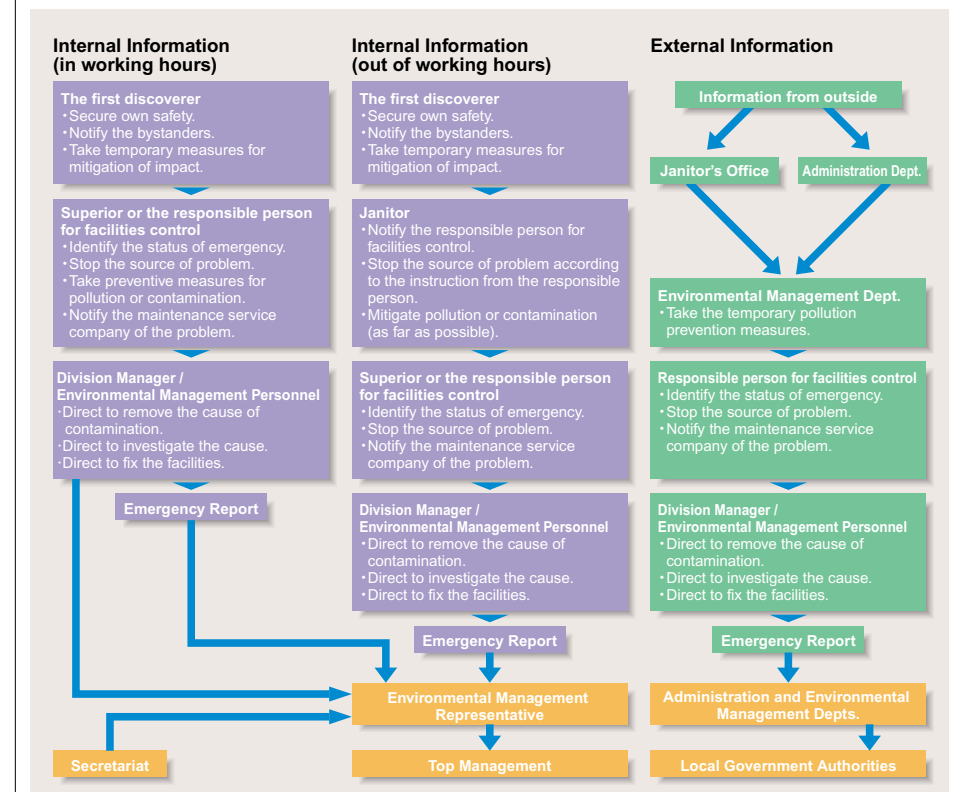 Internal Information
(in working hours)
The first discoverer
・Secure own safety.
・Notify the bystanders.
・Take temporary measures for
mitigation of impact.
Superior or the responsible person
for facilities control
・Identify the status of emergency.
・Stop the source of problem.
・Take preventive measures for
pollution or contamination.
・Notify the maintenance service
company of the problem.
Division Manager /
Environmental Management Personnel
・Direct to remove the cause of
contamination.
・Direct to investigate the cause.
・Direct to fix the facilities.
Emergency Report
Secretariat
Internal Information
(out of working hours)
The first discoverer
・Secure own safety.
・Notify the bystanders.
・Take temporary measures for
mitigation of impact.
Janitor
・Notify the responsible person for
facilities control.
・Stop the source of problem according
to the instruction from the responsible
person.
・Mitigate pollution or contamination
(as far as possible).
Superior or the responsible person
for facilities control
・Identify the status of emergency.
・Stop the source of problem.
・Notify the maintenance service
company of the problem.
Division Manager /
Environmental Management Personnel
・Direct to remove the cause of
contamination.
・Direct to investigate the cause.
・Direct to fix the facilities.
Emergency Report
Environmental Management
Representative
Top Management
External Information
Information from outside
Janitor's Office
Administration Dept.
Environmental Management Dept.
・Take the temporary pollution
prevention measures.
Responsible person for facilities control
・Identify the status of emergency.
・Stop the source of problem.
・Notify the maintenance service
company of the problem.
Division Manager /
Environmental Management Personnel
・Direct to remove the cause of
contamination.
・Direct to investigate the cause.
・Direct to fix the facilities.
Emergency Report
Administration and Environmental
Management Depts.
Local Government Authorities